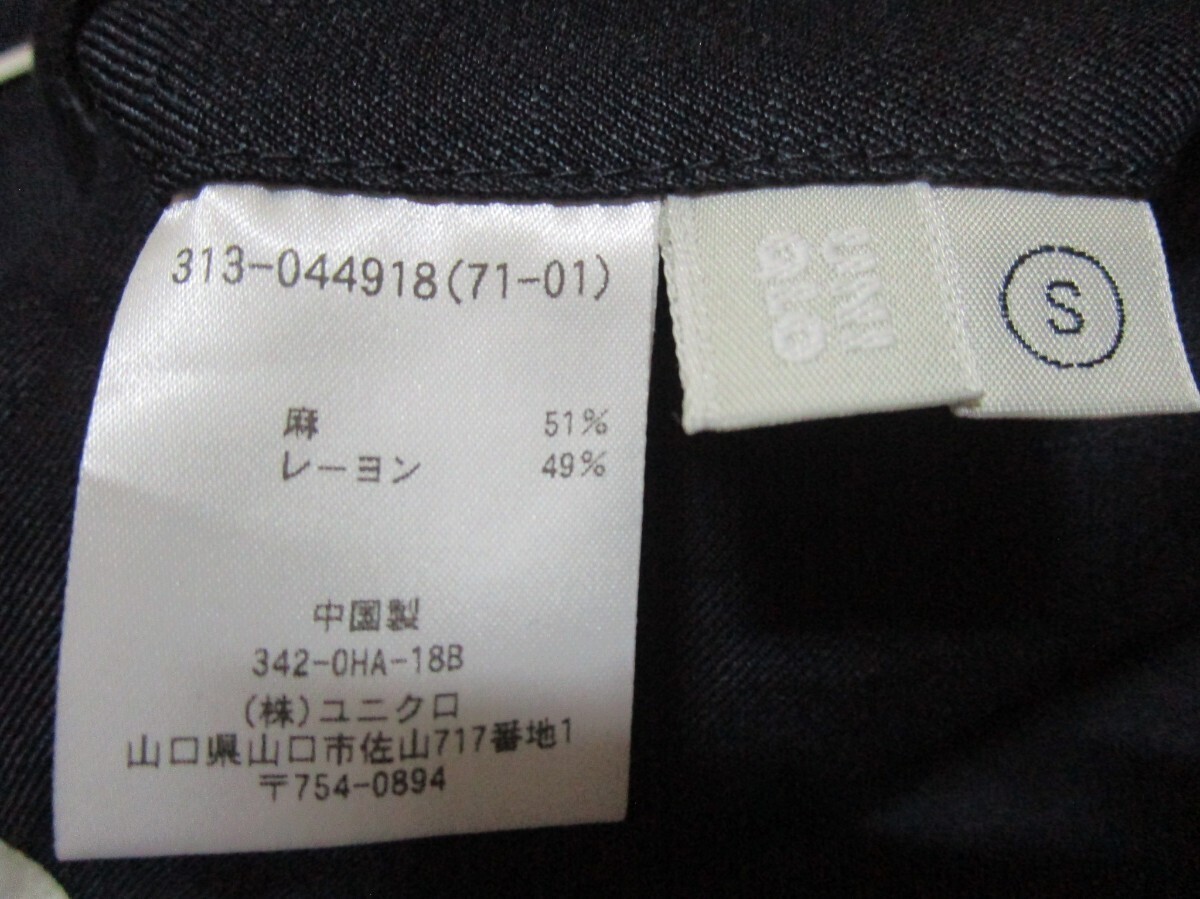 313-044918(71-01)
麻 51%
レーヨン 49%
中国製
342-0HA-18B
(株)ユニクロ
山口県山口市佐山717番地1
〒754-0894
UNI
QLO
S